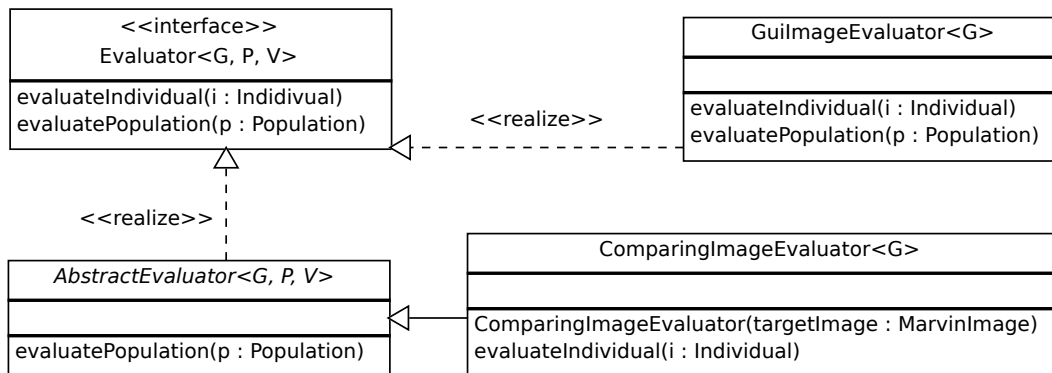 <<interface>>
Evaluator<G, P, V>
evaluateIndividual(i : Indidivual)
evaluatePopulation(p : Population)
GuiImageEvaluator<G>
evaluateIndividual(i : Individual)
evaluatePopulation(p : Population)
<<realize>>
<<realize>>
AbstractEvaluator<G, P, V>
evaluatePopulation(p : Population)
ComparingImageEvaluator<G>
ComparingImageEvaluator(targetImage : MarvinImage)
evaluateIndividual(i : Individual)